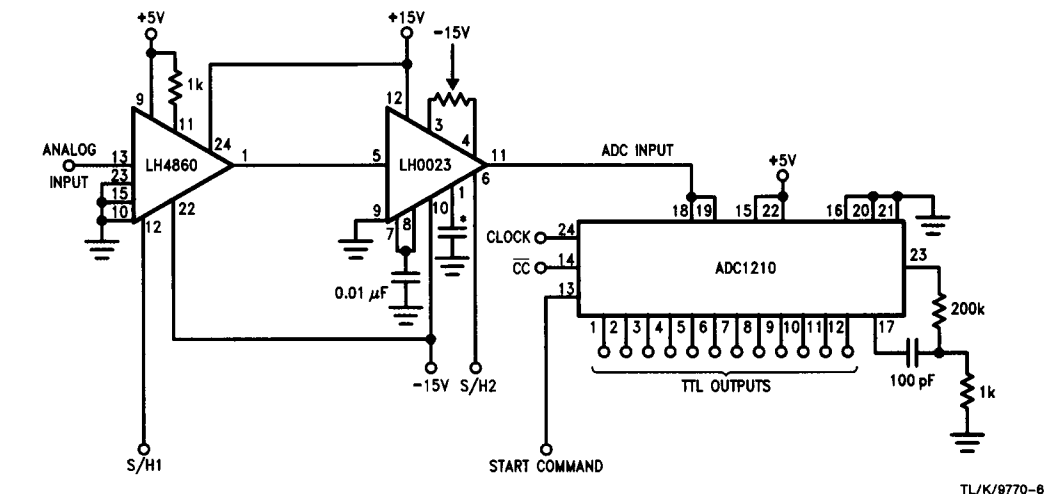 +5V
+15V
-15V
1k
9
11
24
12
3
4
ANALOG
INPUT
13
23
15
10
LH4860
1
5
LH0023
11
ADC INPUT
+5V
12
22
9
7
8
10
1
*
6
0.01 μF
-15V
S/H2
S/H1
18 19
15 22
16 20 21
CLOCK 24
CC 14
13
ADC1210
23
200k
1 2 3 4 5 6 7 8 9 10 11 12 17
100 pF
1k
TTL OUTPUTS
START COMMAND
TL/K/9770-6